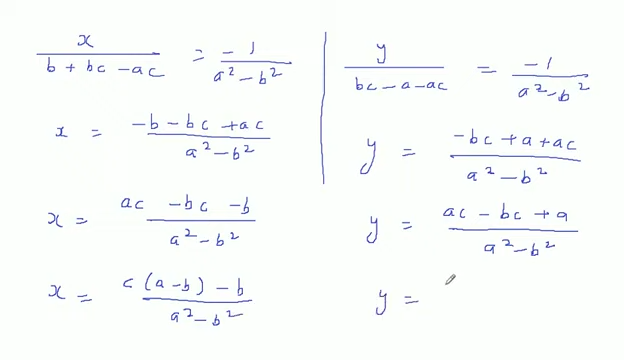 x / (b + bc - ac) = -1 / (a² - b²)
x = (-b - bc + ac) / (a² - b²)
x = (ac - bc - b) / (a² - b²)
x = (c(a-b) - b) / (a² - b²)
y / (bc - a - ac) = -1 / (a² - b²)
y = (-bc + a + ac) / (a² - b²)
y = (ac - bc + a) / (a² - b²)
y =